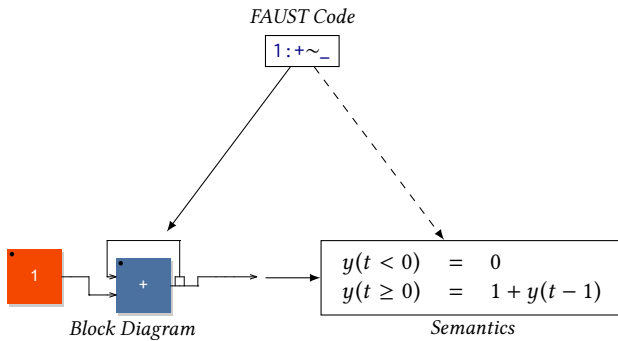 FAUST Code
1:+~_
1
+
y(t < 0) = 0
y(t ≥ 0) = 1 + y(t − 1)
Block Diagram
Semantics